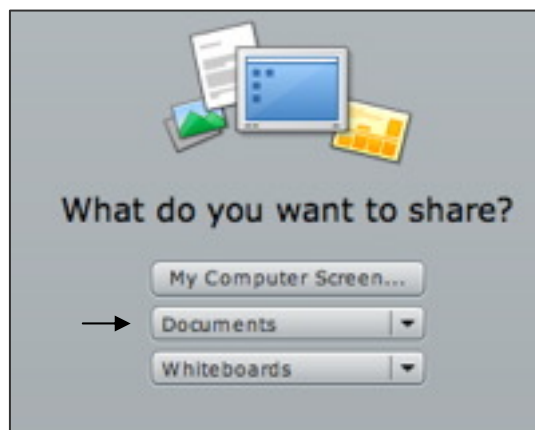 What do you want to share?
My Computer Screen...
Documents
Whiteboards